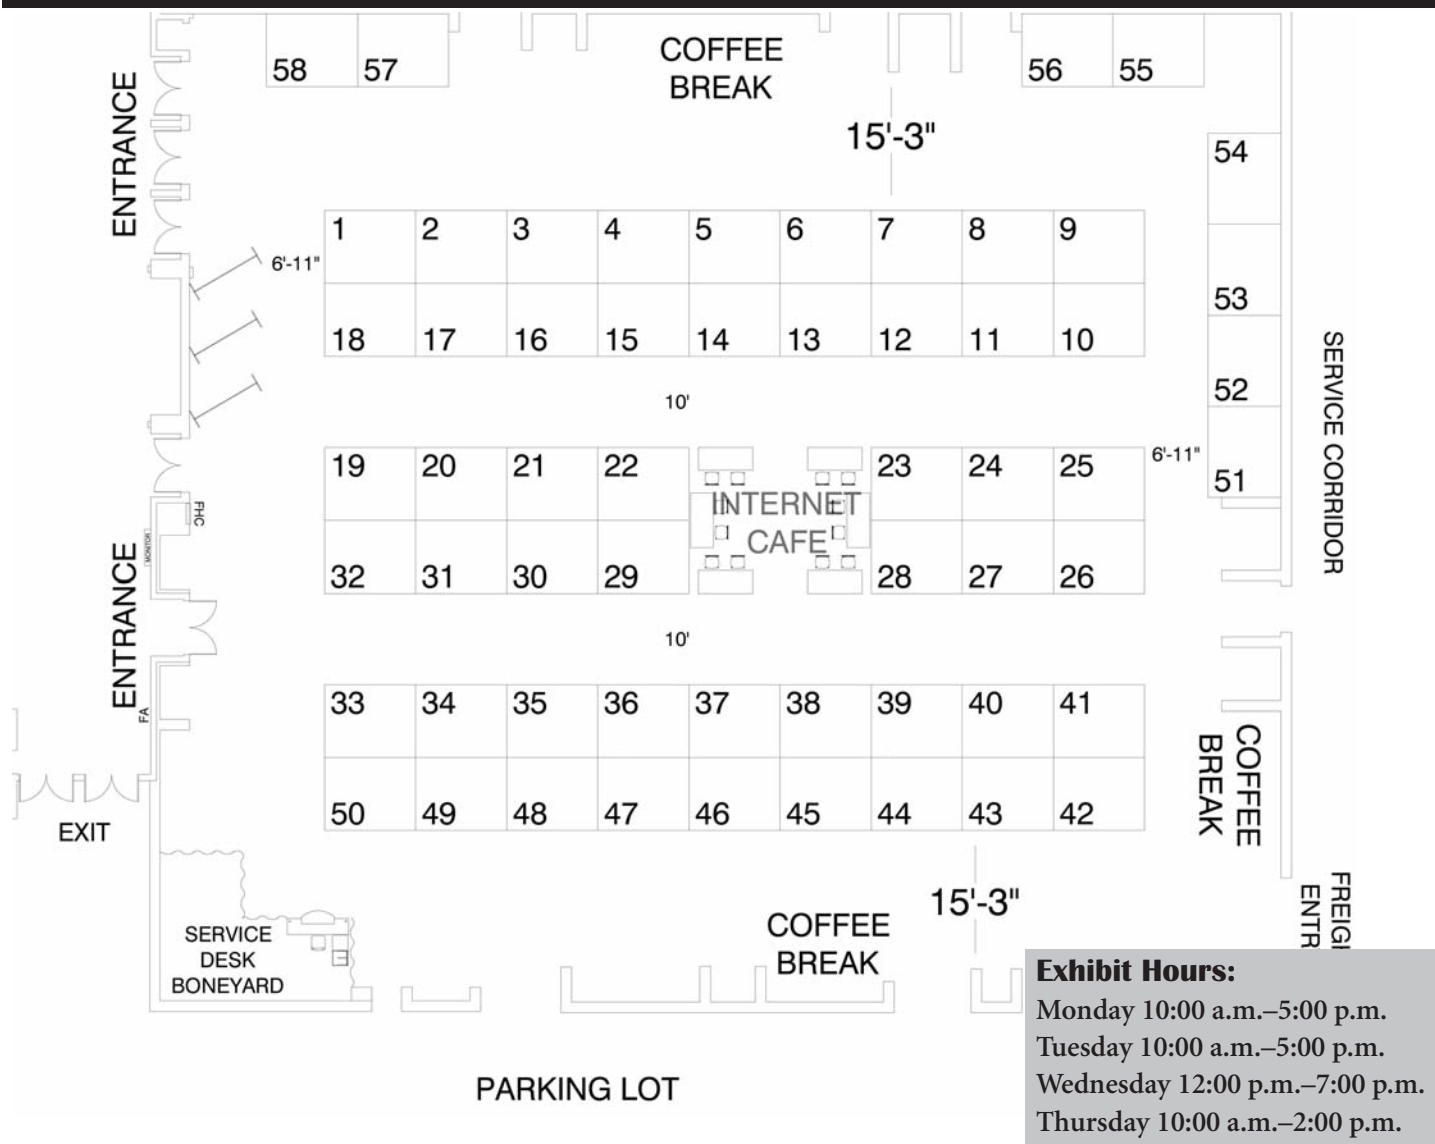 58 57
COFFEE
BREAK
56 55
ENTRANCE
15'-3"
54
1 2 3 4 5 6 7 8 9
6'-11"
53
18 17 16 15 14 13 12 11 10
52
10'
SERVICE CORRIDOR
19 20 21 22
23 24 25
6'-11"
51
INTERNET
CAFE
FHC
MONITOR
ENTRANCE
32 31 30 29
28 27 26
10'
33 34 35 36 37 38 39 40 41
FA
COFFEE
BREAK
50 49 48 47 46 45 44 43 42
EXIT
15'-3"
COFFEE
BREAK
SERVICE
DESK
BONEYARD
Exhibit Hours:
Monday 10:00 a.m.–5:00 p.m.
Tuesday 10:00 a.m.–5:00 p.m.
Wednesday 12:00 p.m.–7:00 p.m.
Thursday 10:00 a.m.–2:00 p.m.
PARKING LOT